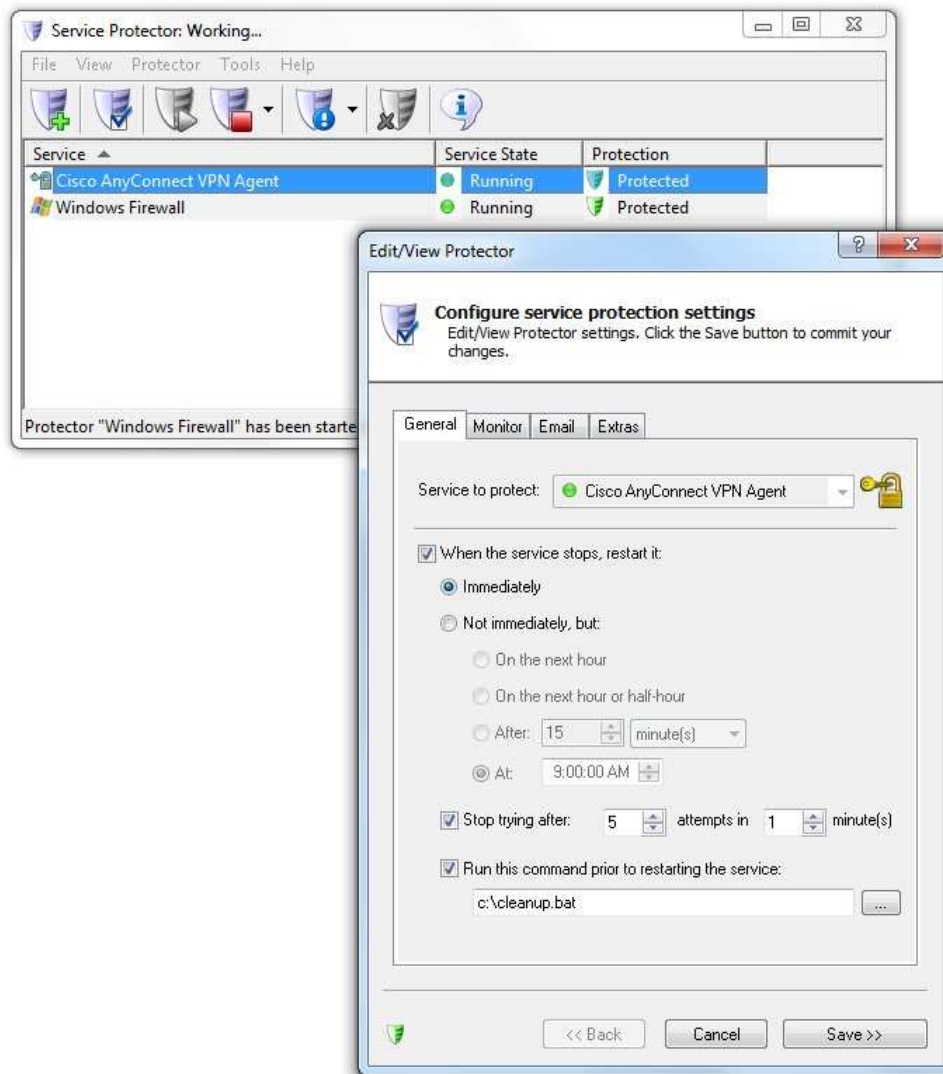 Service Protector: Working...
File View Protector Tools Help
Service Service State Protection
Cisco AnyConnect VPN Agent Running Protected
Windows Firewall Running Protected
Protector "Windows Firewall" has been starte
Edit/View Protector
Configure service protection settings
Edit/View Protector settings. Click the Save button to commit your
changes.
General Monitor Email Extras
Service to protect: Cisco AnyConnect VPN Agent
When the service stops, restart it:
Immediately
Not immediately, but:
On the next hour
On the next hour or half-hour
After: 15 minute(s)
At: 9:00:00 AM
Stop trying after: 5 attempts in 1 minute(s)
Run this command prior to restarting the service:
c:\cleanup.bat
...
<< Back Cancel Save >>